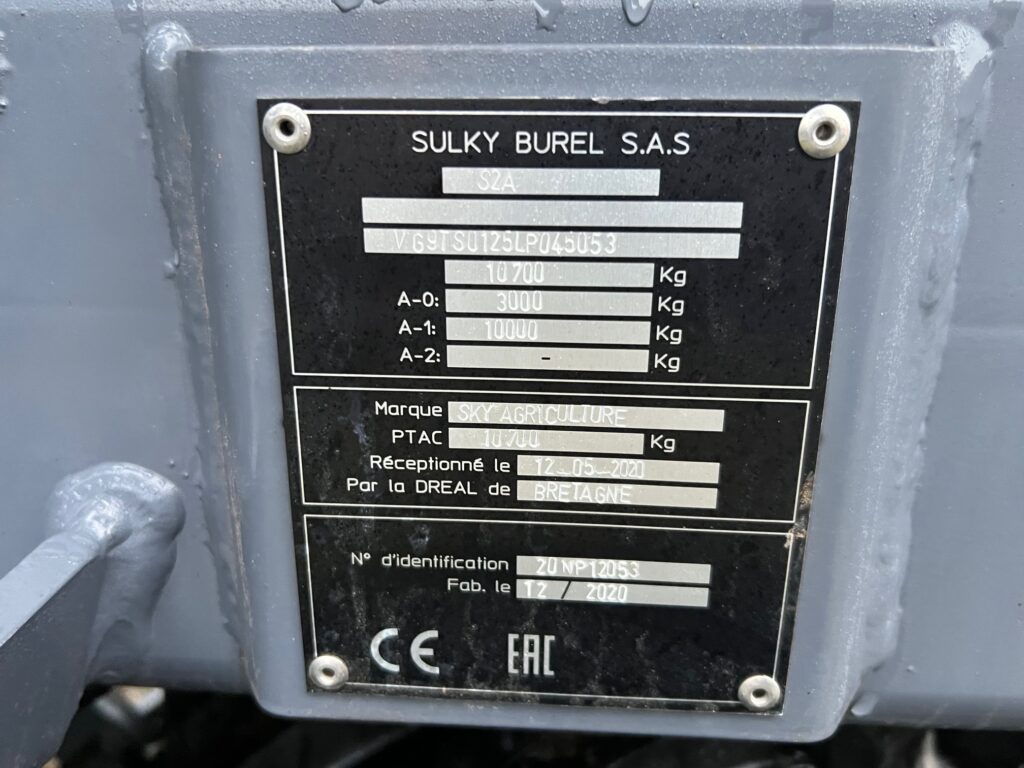 SULKY BUREL S.A.S
S2A
VG9TSU125LP045053
10700 Kg
A-0: 3000 Kg
A-1: 10000 Kg
A-2: - Kg
Marque SKY AGRICULTURE
PTAC 10700 Kg
Réceptionné le 12-05-2020
Par la DREAL de BRETAGNE
N° d'identification 20NP12053
Fab. le 12 / 2020
CE EAC